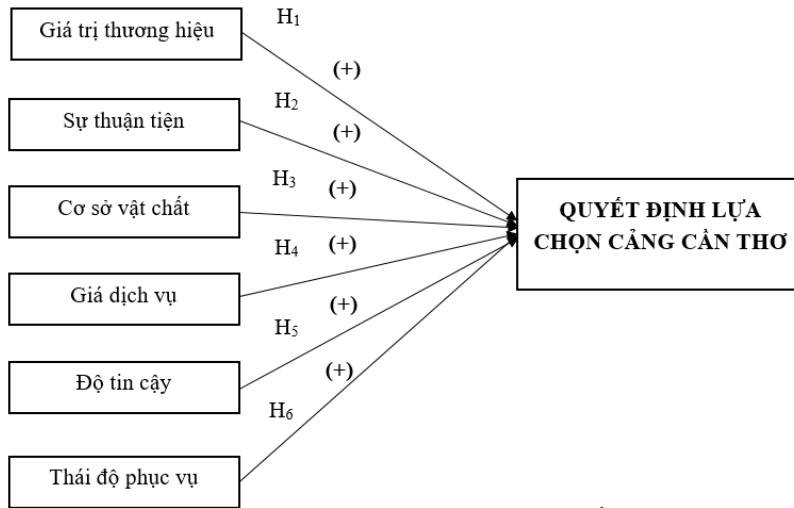 Giá trị thương hiệu
H₁
(+)
Sự thuận tiện
H₂
(+)
Cơ sở vật chất
H₃
(+)
QUYẾT ĐỊNH LỰA
CHỌN CẢNG CẦN THƠ
Giá dịch vụ
H₄
(+)
Độ tin cậy
H₅
(+)
Thái độ phục vụ
H₆
(+)